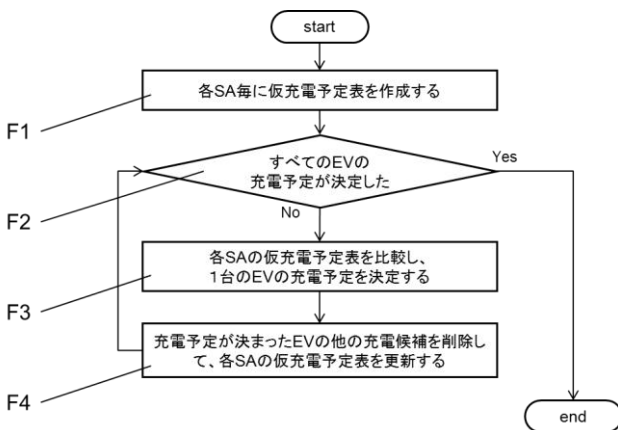 start
各SA毎に仮充電予定表を作成する
F1
すべてのEVの
充電予定が決定した
Yes
F2
No
各SAの仮充電予定表を比較し、
1台のEVの充電予定を決定する
F3
充電予定が決まったEVの他の充電候補を削除し
て、各SAの仮充電予定表を更新する
F4
end